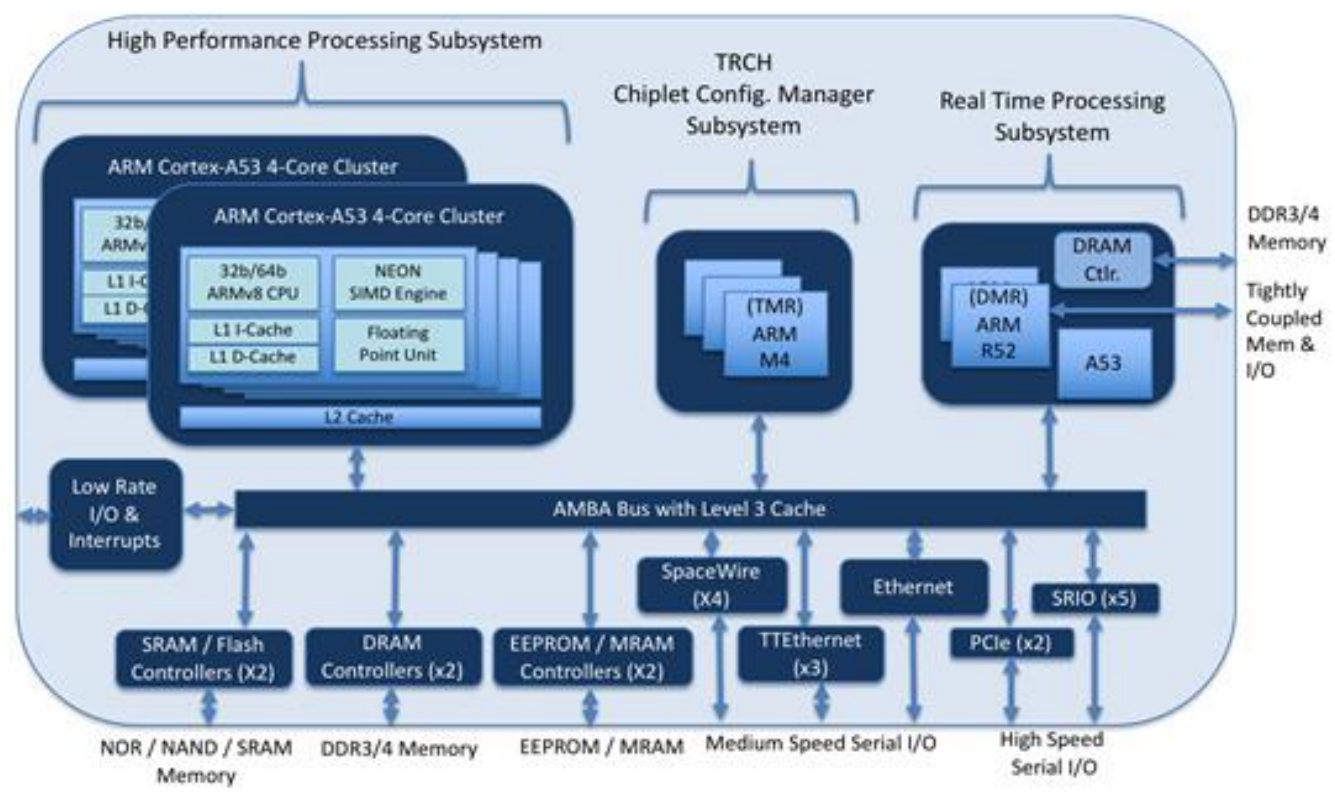 High Performance Processing Subsystem
TRCH
Chiplet Config. Manager
Subsystem
Real Time Processing
Subsystem
ARM Cortex-A53 4-Core Cluster
32b/
ARMv
L1 I-C
L1 D-C
ARM Cortex-A53 4-Core Cluster
32b/64b
ARMv8 CPU
NEON
SIMD Engine
L1 I-Cache
L1 D-Cache
Floating
Point Unit
L2 Cache
(TMR)
ARM
M4
DRAM
Ctlr.
(DMR)
ARM
R52
A53
DDR3/4
Memory
Tightly
Coupled
Mem &
I/O
Low Rate
I/O &
Interrupts
AMBA Bus with Level 3 Cache
SpaceWire
(X4)
Ethernet
SRIO (x5)
SRAM / Flash
Controllers (X2)
DRAM
Controllers (x2)
EEPROM / MRAM
Controllers (X2)
TTEthernet
(x3)
PCIe (x2)
NOR / NAND / SRAM
Memory
DDR3/4 Memory
EEPROM / MRAM
Medium Speed Serial I/O
High Speed
Serial I/O